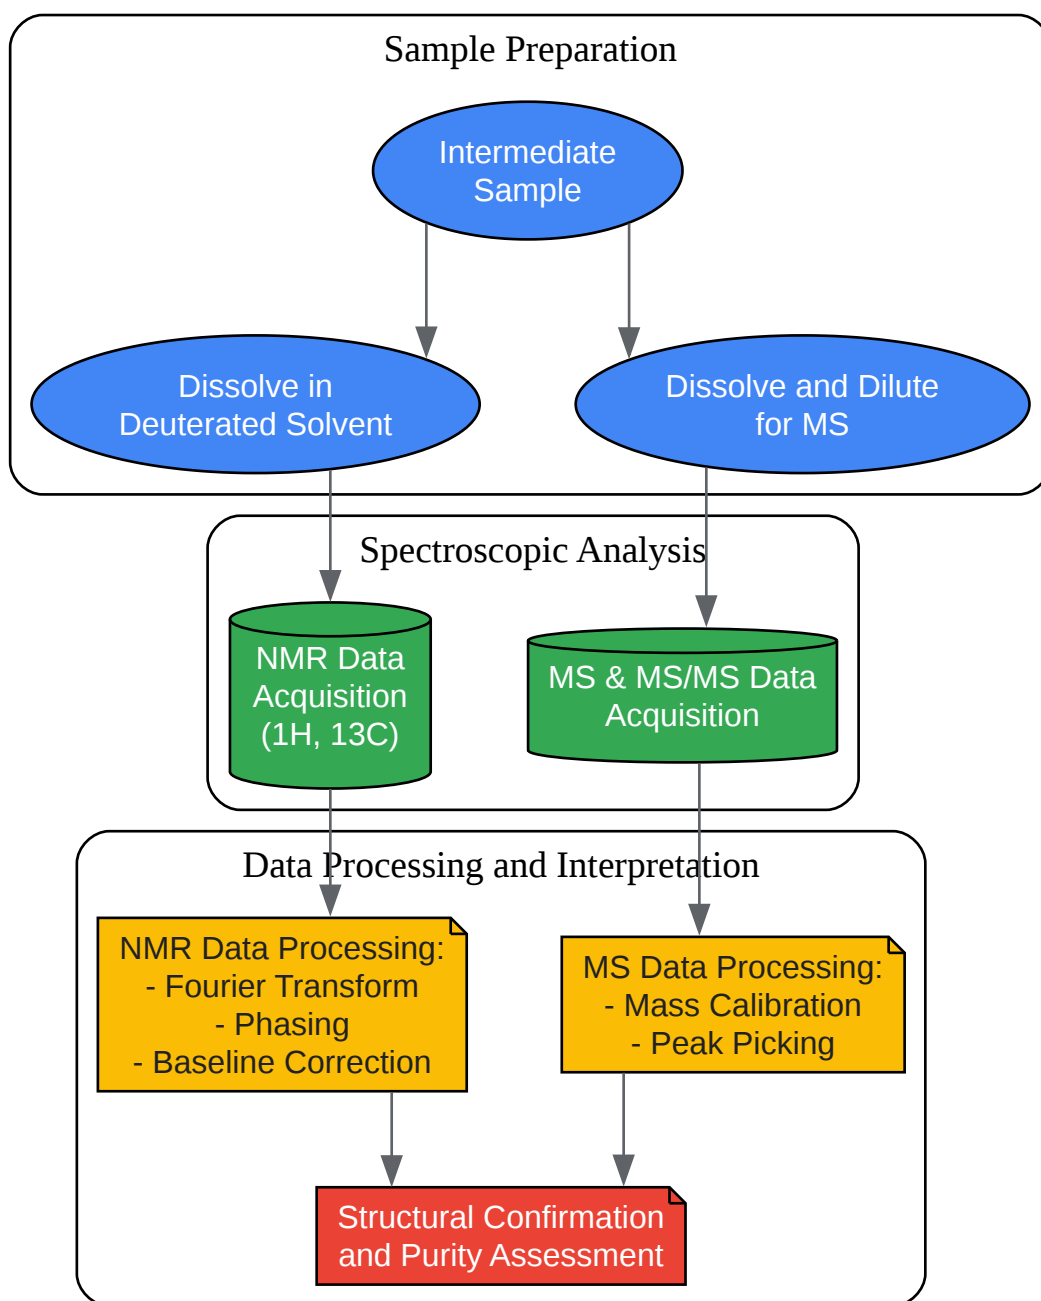 Sample Preparation
Intermediate
Sample
Dissolve in
Deuterated Solvent
Dissolve and Dilute
for MS
Spectroscopic Analysis
NMR Data
Acquisition
(1H, 13C)
MS & MS/MS Data
Acquisition
Data Processing and Interpretation
NMR Data Processing:
- Fourier Transform
- Phasing
- Baseline Correction
MS Data Processing:
- Mass Calibration
- Peak Picking
Structural Confirmation
and Purity Assessment